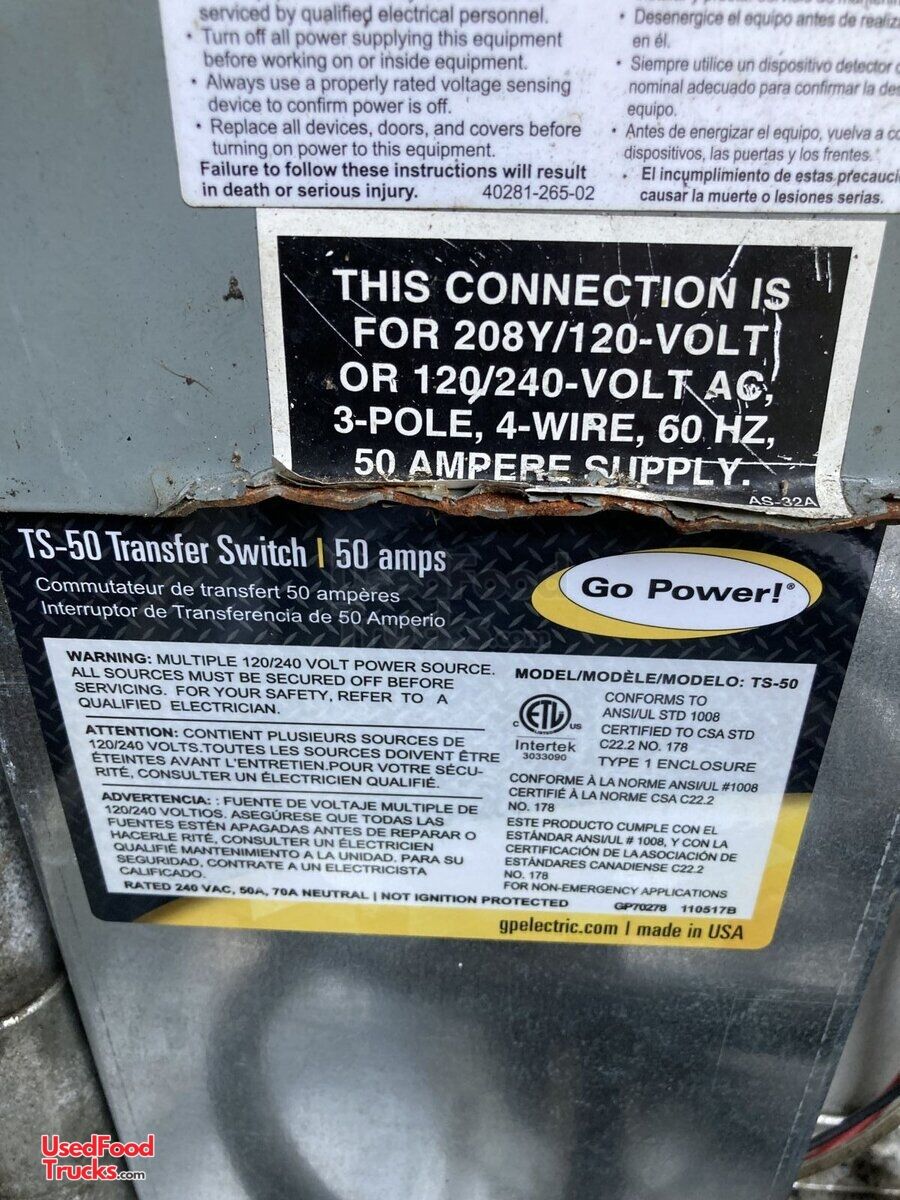 serviced by qualified electrical personnel.
• Turn off all power supplying this equipment
before working on or inside equipment.
• Always use a properly rated voltage sensing
device to confirm power is off.
• Replace all devices, doors, and covers before
turning on power to this equipment.
Failure to follow these instructions will result
in death or serious injury. 40281-265-02
• Desenergice el equipo antes de
en él.
• Siempre utilice un dispositivo detector
nominal adecuado para confirmar la
equipo.
• Antes de energizar el equipo, vuelva a
dispositivos, las puertas y los frentes.
• El incumplimiento de estas
causar la muerte o lesiones serias.
THIS CONNECTION IS
FOR 208Y/120-VOLT
OR 120/240-VOLT AC,
3-POLE, 4-WIRE, 60 HZ,
50 AMPERE SUPPLY.
AS-32A
TS-50 Transfer Switch | 50 amps
Commutateur de transfert 50 ampères
Interruptor de Transferencia de 50 Amperio
Go Power!®
WARNING: MULTIPLE 120/240 VOLT POWER SOURCE.
ALL SOURCES MUST BE SECURED OFF BEFORE
SERVICING. FOR YOUR SAFETY, REFER TO A
QUALIFIED ELECTRICIAN.
ATTENTION: CONTIENT PLUSIEURS SOURCES DE
120/240 VOLTS.TOUTES LES SOURCES DOIVENT ÊTRE
ÉTEINTES AVANT L'ENTRETIEN.POUR VOTRE SÉCU-
RITÉ, CONSULTER UN ÉLECTRICIEN QUALIFIÉ.
ADVERTENCIA: : FUENTE DE VOLTAJE MULTIPLE DE
120/240 VOLTIOS. ASEGÚRESE QUE TODAS LAS
FUENTES ESTÉN APAGADAS ANTES DE REPARAR O
HACERLE RITÉ, CONSULTER UN ÉLECTRICIEN
QUALIFIÉ MANTENIMIENTO A LA UNIDAD. PARA SU
SEGURIDAD, CONTRATE A UN ELECTRICISTA
CALIFICADO.
RATED 240 VAC, 50A, 70A NEUTRAL | NOT IGNITION PROTECTED
MODEL/MODÈLE/MODELO: TS-50
C ETL US
Intertek
3033090
CONFORMS TO
ANSI/UL STD 1008
CERTIFIED TO CSA STD
C22.2 NO. 178
TYPE 1 ENCLOSURE
CONFORME À LA NORME ANSI/UL #1008
CERTIFIÉ À LA NORME CSA C22.2
NO. 178
ESTE PRODUCTO CUMPLE CON EL
ESTÁNDAR ANSI/UL # 1008, Y CON LA
CERTIFICACIÓN DE LA ASOCIACIÓN DE
ESTÁNDARES CANADIENSE C22.2
NO. 178
FOR NON-EMERGENCY APPLICATIONS
GP70278 110517B
gpelectric.com | made in USA
UsedFood
Trucks.com